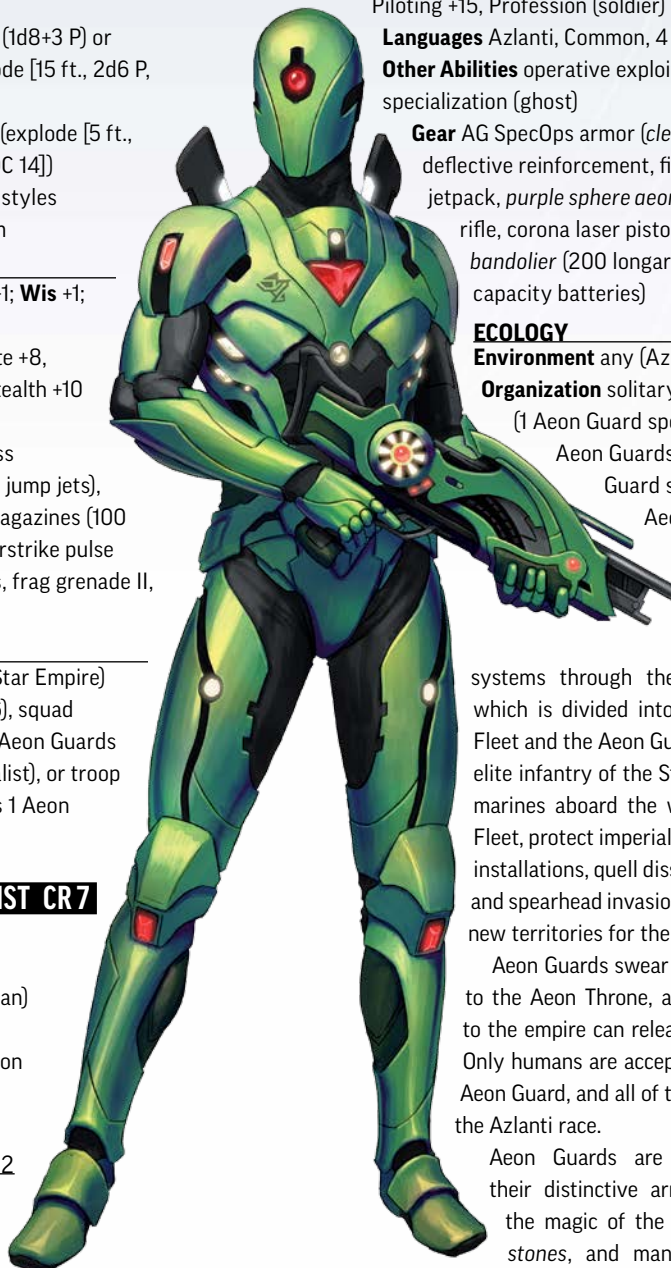 (1d8+3 P) or
de [15 ft., 2d6 P,
(explode [5 ft.,
C 14])
styles
n
+1; Wis +1;
te +8,
tealth +10
ss
jump jets),
agazines (100
rstrike pulse
s, frag grenade II,
Star Empire)
), squad
Aeon Guards
alist), or troop
s 1 Aeon
IST CR 7
an)
on
2
Piloting +15, Profession (soldier)
Languages Azlanti, Common, 4
Other Abilities operative exploi
specialization (ghost)
Gear AG SpecOps armor (cle
deflective reinforcement, fi
jetpack, purple sphere aeon
rifle, corona laser pistol
bandolier (200 longar
capacity batteries)
ECOLOGY
Environment any (Az
Organization solitary
(1 Aeon Guard spe
Aeon Guards
Guard s
Aeo
systems through the
which is divided into
Fleet and the Aeon Gu
elite infantry of the S
marines aboard the v
Fleet, protect imperial
installations, quell diss
and spearhead invasio
new territories for the
Aeon Guards swear
to the Aeon Throne, a
to the empire can relea
Only humans are accep
Aeon Guard, and all of t
the Azlanti race.
Aeon Guards are
their distinctive ar
the magic of the
stones, and man